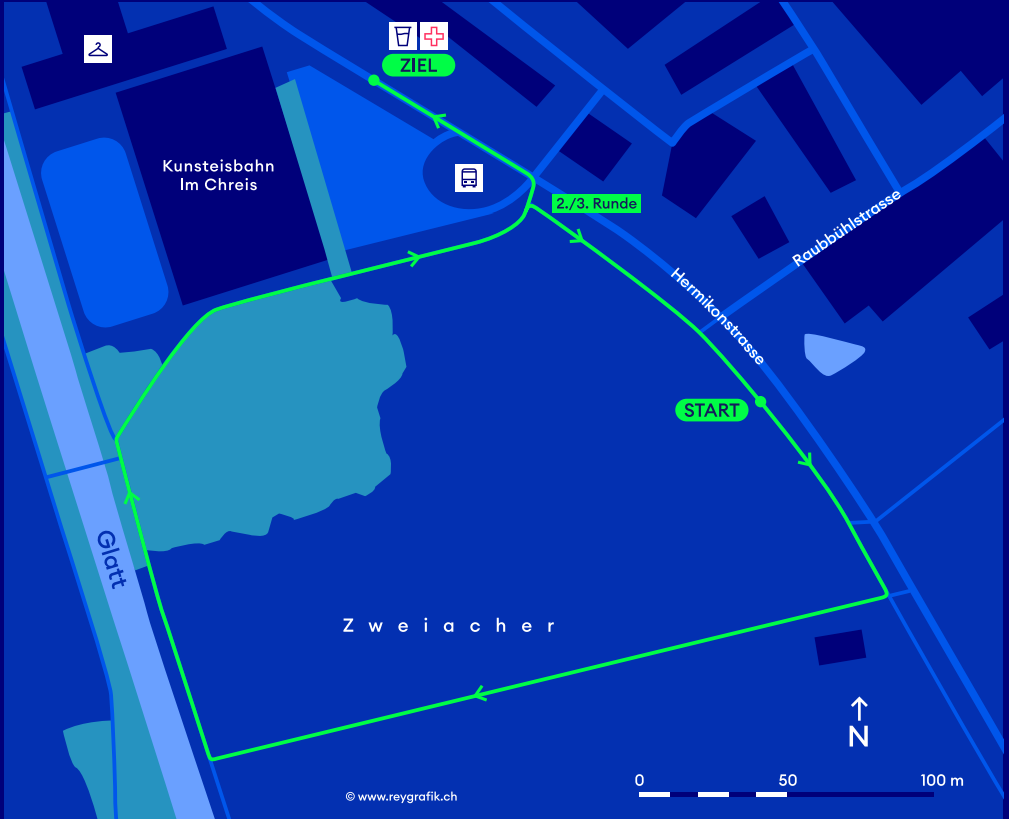 ZIEL
Kunsteisbahn
Im Chreis
2./3. Runde
Raubbühlstrasse
Hermikonstrasse
START
Glatt
Zweiacher
N
0 50 100 m
© www.reygrafik.ch